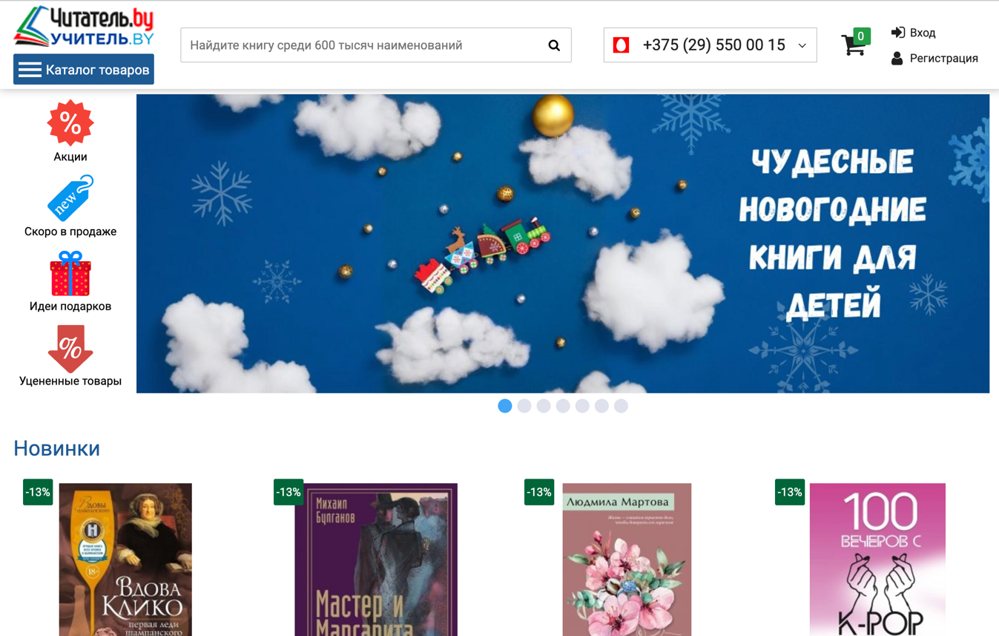 Читатель.by
УЧИТЕЛЬ.BY
Каталог товаров
Найдите книгу среди 600 тысяч наименований
+375 (29) 550 00 15
0
Вход
Регистрация
%
Акции
new
Скоро в продаже
Идеи подарков
%
Уцененные товары
ЧУДЕСНЫЕ
НОВОГОДНИЕ
КНИГИ ДЛЯ
ДЕТЕЙ
Новинки
-13%
Вдовы
шампанского
18+
Вдова
Клико
первая леди
шампанского
-13%
Михаил
Булгаков
Мастер и
Маргарита
-13%
Людмила Мартова
-13%
100
ВЕЧЕРОВ С
K-POP